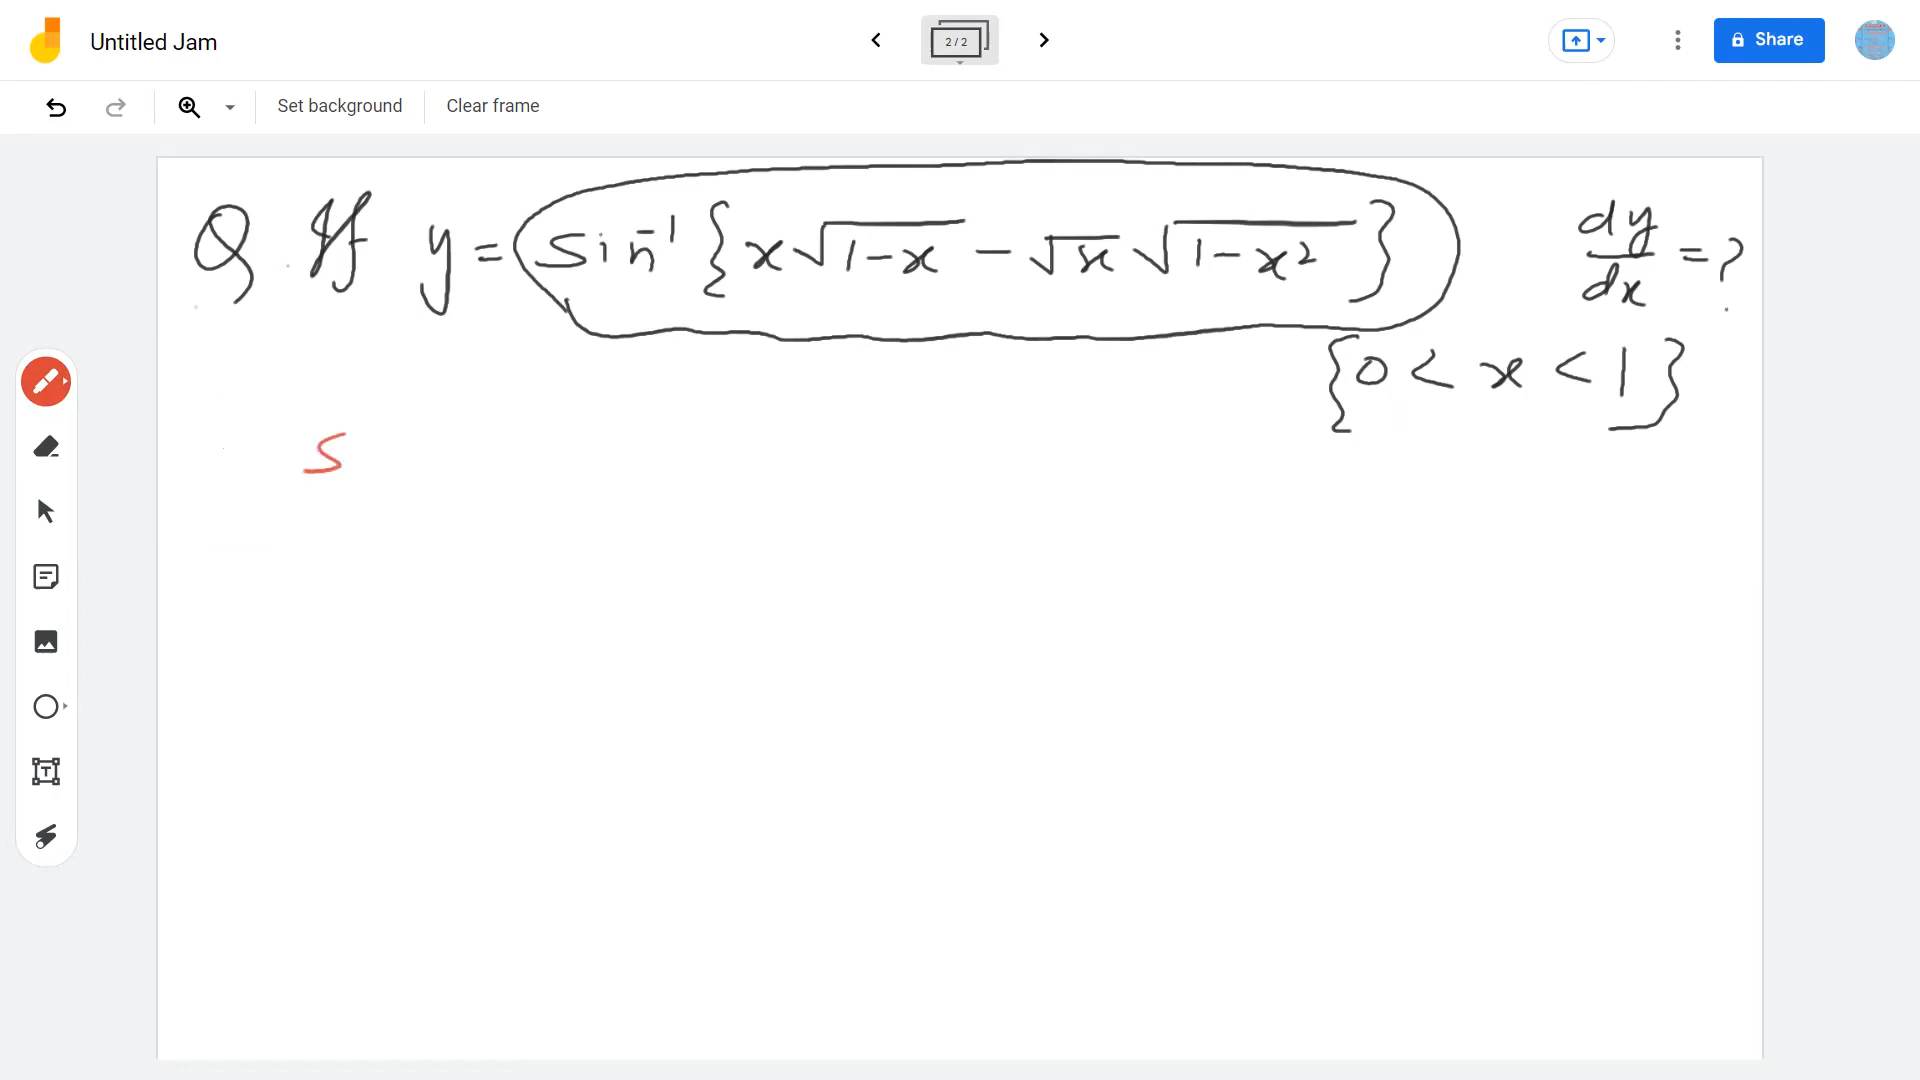 Untitled Jam
2 / 2
Share
Set background
Clear frame
Q If y = sin⁻¹ { x√(1-x) - √x √(1-x²) } dy/dx = ?
{ 0 < x < 1 }
S